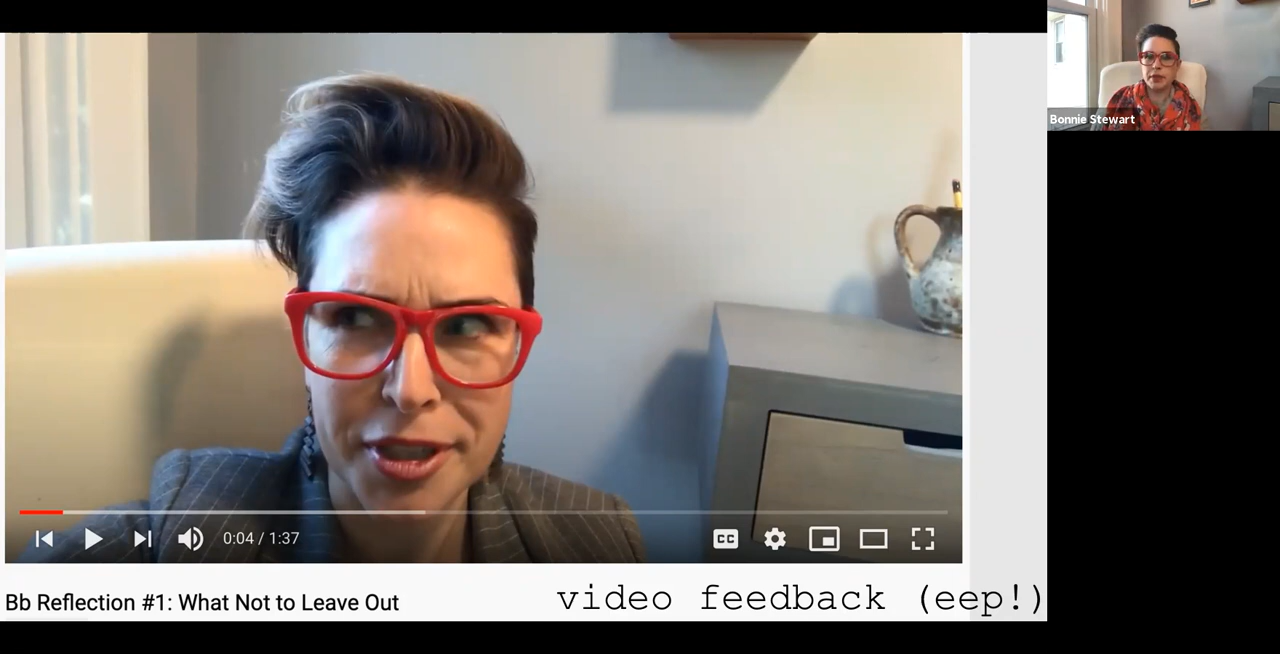 Bonnie Stewart
0:04 / 1:37
CC
Bb Reflection #1: What Not to Leave Out
video feedback (eep!)